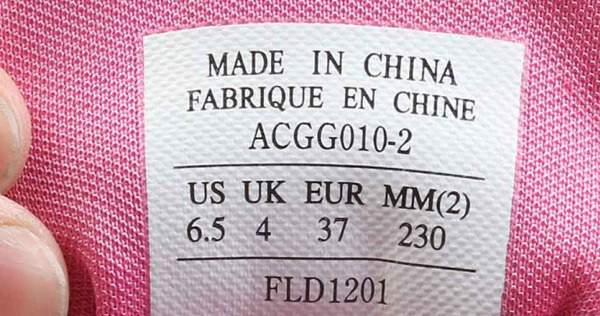 MADE IN CHINA
FABRIQUE EN CHINE
ACGG010-2
US UK EUR MM(2)
6.5 4 37 230
FLD1201